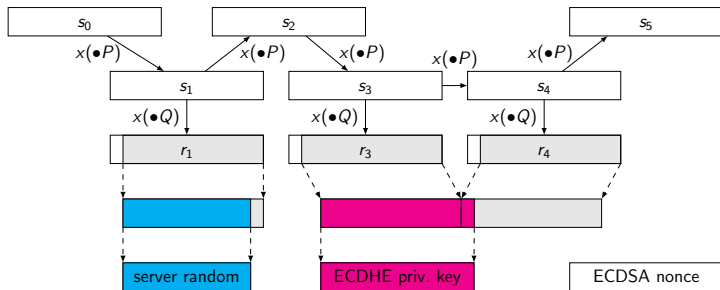 s0 s2 s5
x(•P) x(•P) x(•P) x(•P) x(•P)
s1 s3 s4
x(•Q) x(•Q) x(•Q)
r1 r3 r4
server random ECDHE priv. key ECDSA nonce